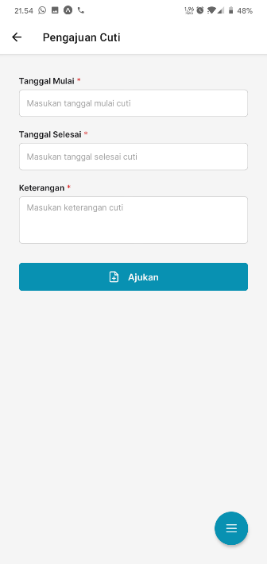 21.54
48%
Pengajuan Cuti
Tanggal Mulai *
Masukan tanggal mulai cuti
Tanggal Selesai *
Masukan tanggal selesai cuti
Keterangan *
Masukan keterangan cuti
Ajukan